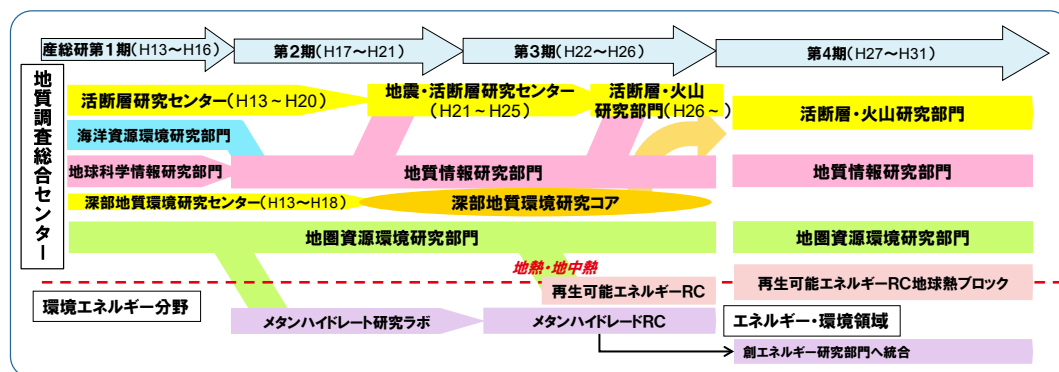 産総研第1期(H13～H16)
第2期(H17～H21)
第3期(H22～H26)
第4期(H27～H31)
地質調査総合センター
活断層研究センター(H13～H20)
地震・活断層研究センター
(H21～H25)
活断層・火山
研究部門(H26～)
活断層・火山研究部門
海洋資源環境研究部門
地球科学情報研究部門
地質情報研究部門
地質情報研究部門
深部地質環境研究センター(H13～H18)
深部地質環境研究コア
地圏資源環境研究部門
地圏資源環境研究部門
地熱・地中熱
再生可能エネルギーRC
再生可能エネルギーRC地球熱ブロック
環境エネルギー分野
メタンハイドレート研究ラボ
メタンハイドレードRC
エネルギー・環境領域
創エネルギー研究部門へ統合